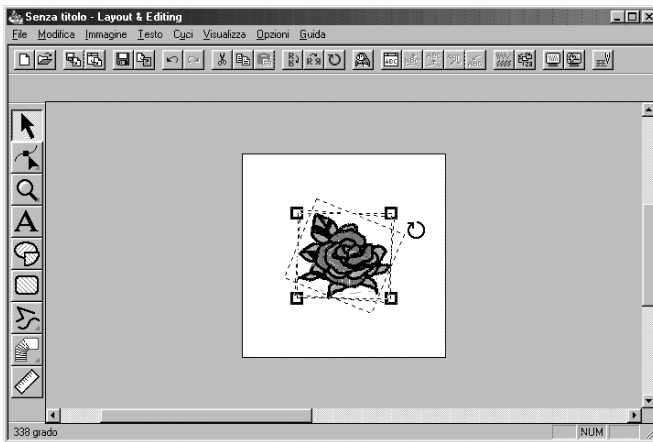 Senza titolo - Layout & Editing
File Modifica Immagine Testo Cuci Visualizza Opzioni Guida
A
338 grado NUM